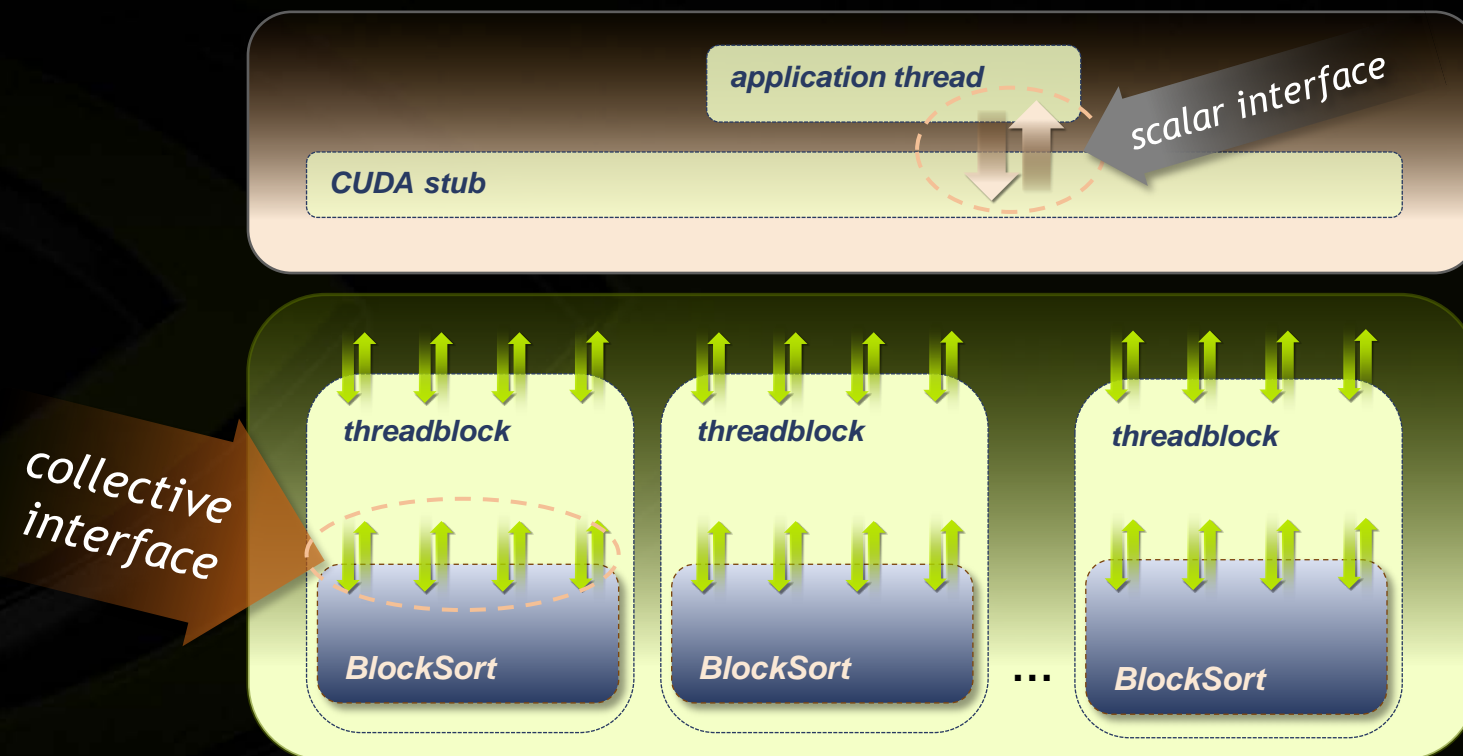 application thread
scalar interface
CUDA stub
collective
interface
threadblock
threadblock
threadblock
BlockSort
BlockSort
...
BlockSort